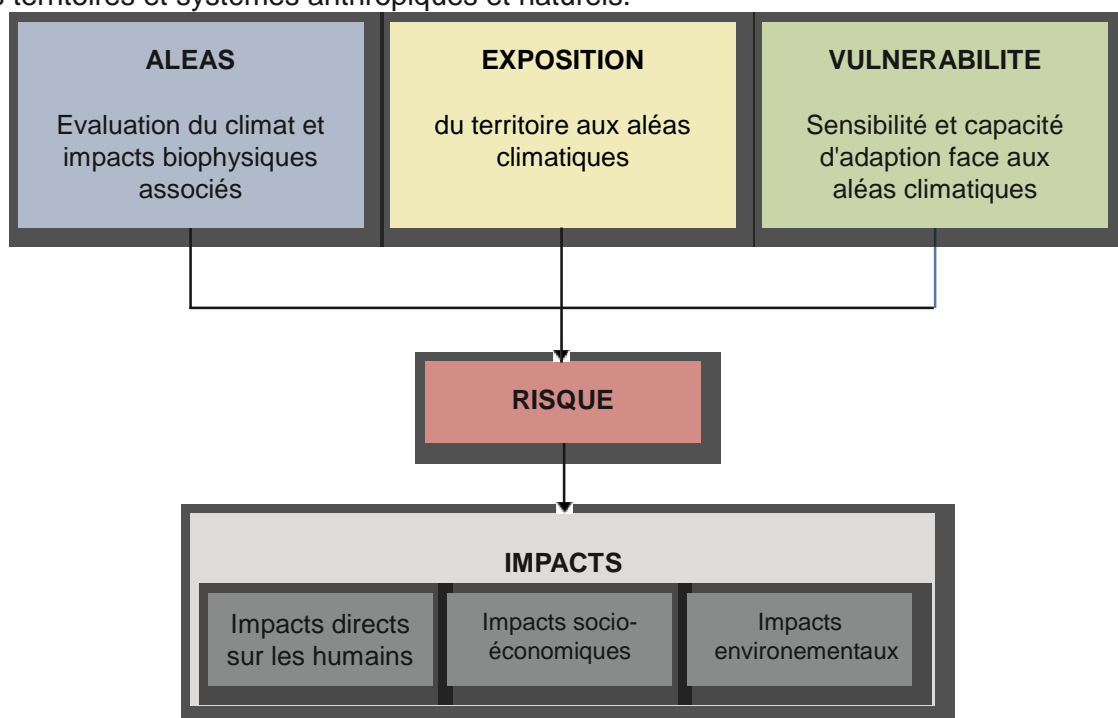 territoires et systèmes anthropiques et naturels.
ALEAS
Evaluation du climat et
impacts biophysiques
associés
EXPOSITION
du territoire aux aléas
climatiques
VULNERABILITE
Sensibilité et capacité
d'adaption face aux
aléas climatiques
RISQUE
IMPACTS
Impacts directs
sur les humains
Impacts socio-
économiques
Impacts
environementaux